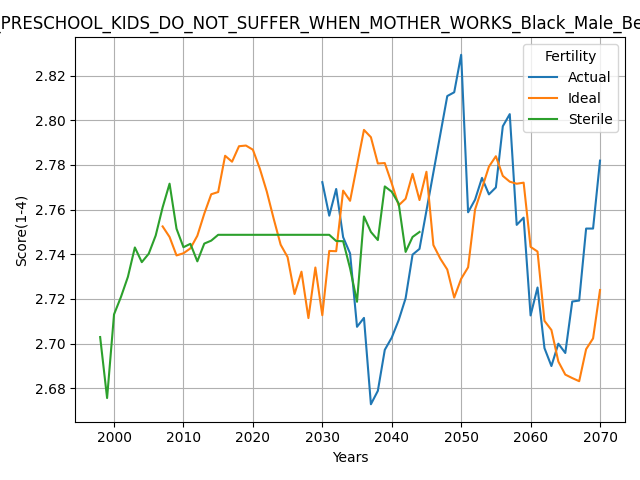 _PRESCHOOL_KIDS_DO_NOT_SUFFER_WHEN_MOTHER_WORKS_Black_Male_Be
Fertility
Actual
Ideal
Sterile
Score(1-4)
2.82
2.80
2.78
2.76
2.74
2.72
2.70
2.68
2000 2010 2020 2030 2040 2050 2060 2070
Years